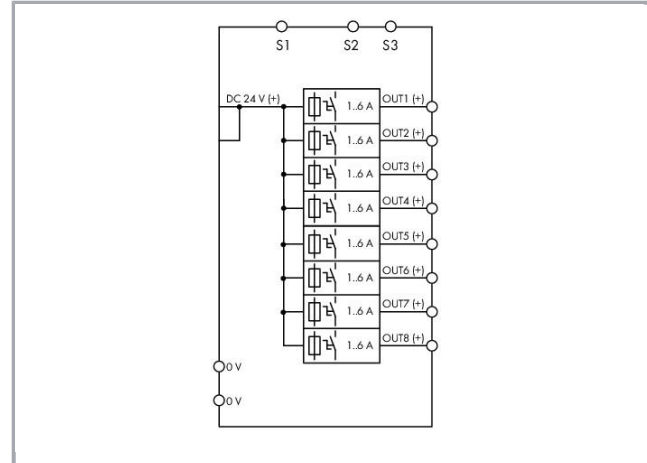 S1 S2 S3
DC 24 V (+)
1..6 A OUT1 (+)
1..6 A OUT2 (+)
1..6 A OUT3 (+)
1..6 A OUT4 (+)
1..6 A OUT5 (+)
1..6 A OUT6 (+)
1..6 A OUT7 (+)
1..6 A OUT8 (+)
0 V
0 V